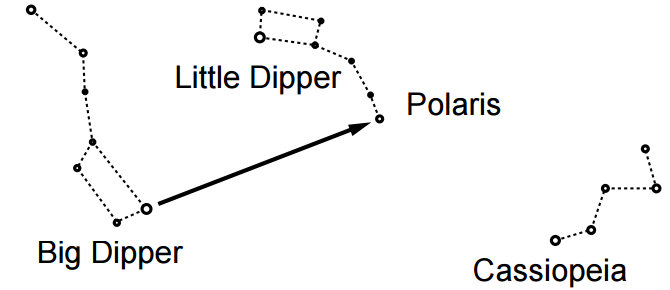 Little Dipper
Polaris
Big Dipper
Cassiopeia